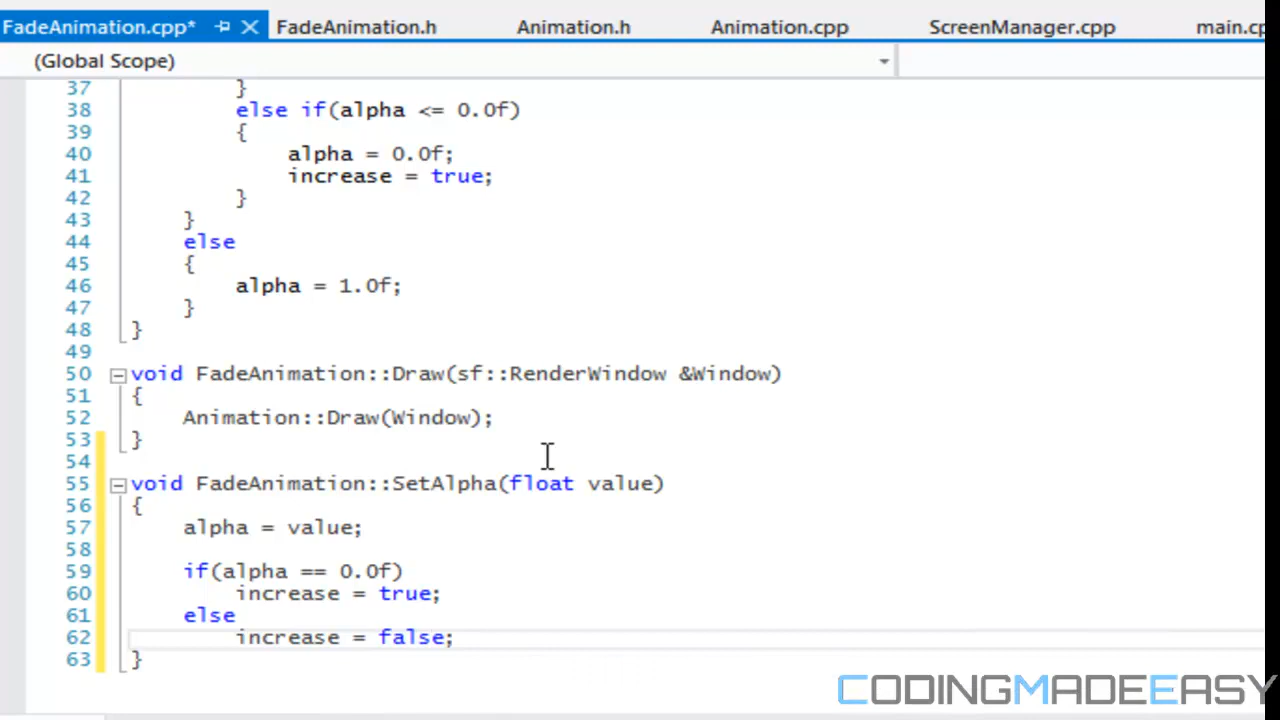 FadeAnimation.cpp* FadeAnimation.h Animation.h Animation.cpp ScreenManager.cpp main.cp
(Global Scope)
37 }
38 else if(alpha <= 0.0f)
39 {
40 alpha = 0.0f;
41 increase = true;
42 }
43 }
44 else
45 {
46 alpha = 1.0f;
47 }
48 }
49
50 void FadeAnimation::Draw(sf::RenderWindow &Window)
51 {
52 Animation::Draw(Window);
53 }
54
55 void FadeAnimation::SetAlpha(float value)
56 {
57 alpha = value;
58
59 if(alpha == 0.0f)
60 increase = true;
61 else
62 increase = false;
63 }
CODINGMADEEASY